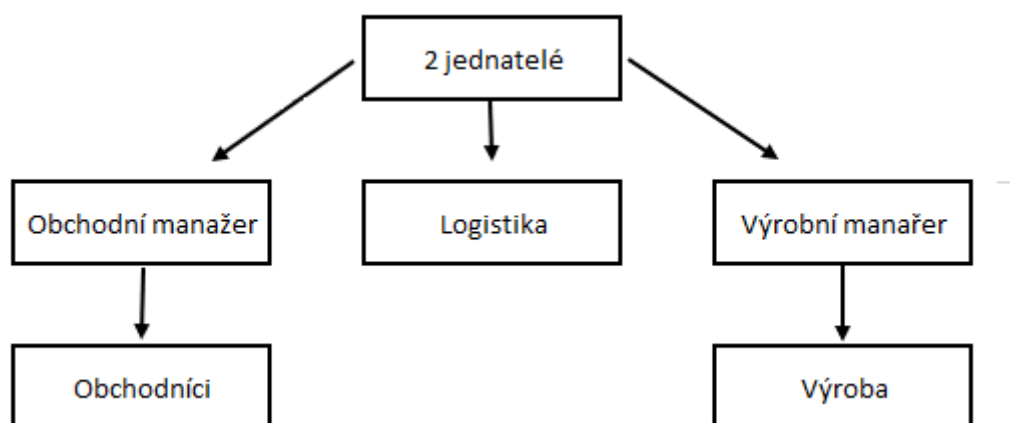 2 jednatelé
Obchodní manažer
Logistika
Výrobní manařer
Obchodníci
Výroba